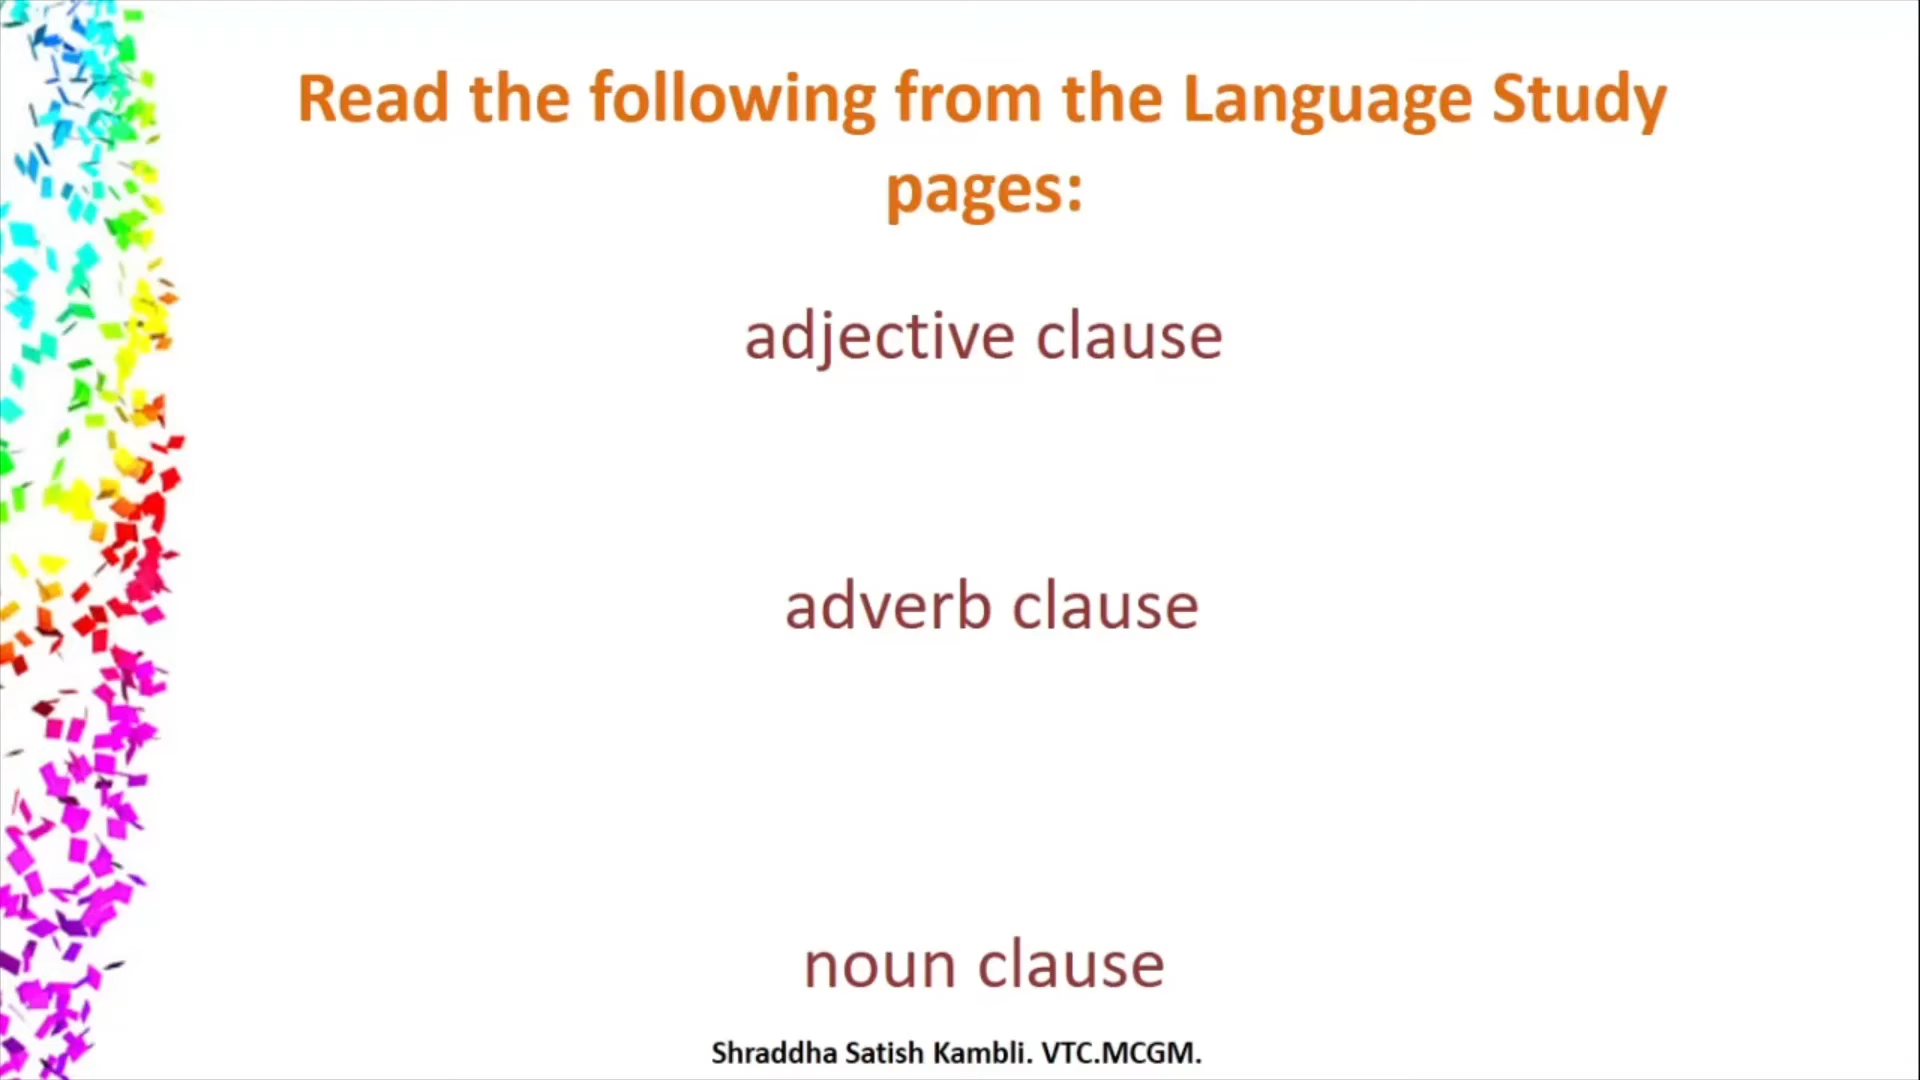 Read the following from the Language Study
pages:
adjective clause
adverb clause
noun clause
Shraddha Satish Kambli. VTC.MCGM.